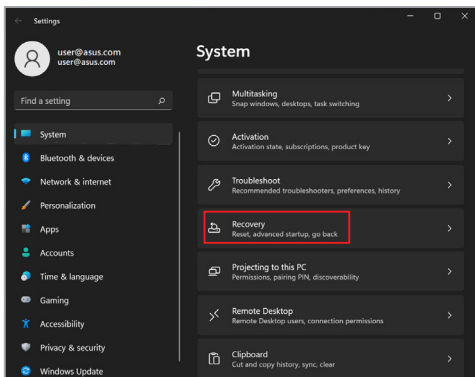 Settings
user@asus.com
user@asus.com
Find a setting
System
Bluetooth & devices
Network & internet
Personalization
Apps
Accounts
Time & language
Gaming
Accessibility
Privacy & security
Windows Update
System
Multitasking
Snap windows, desktops, task switching
Activation
Activation state, subscriptions, product key
Troubleshoot
Recommended troubleshooters, preferences, history
Recovery
Reset, advanced startup, go back
Projecting to this PC
Permissions, pairing PIN, discoverability
Remote Desktop
Remote Desktop users, connection permissions
Clipboard
Cut and copy history, sync, clear